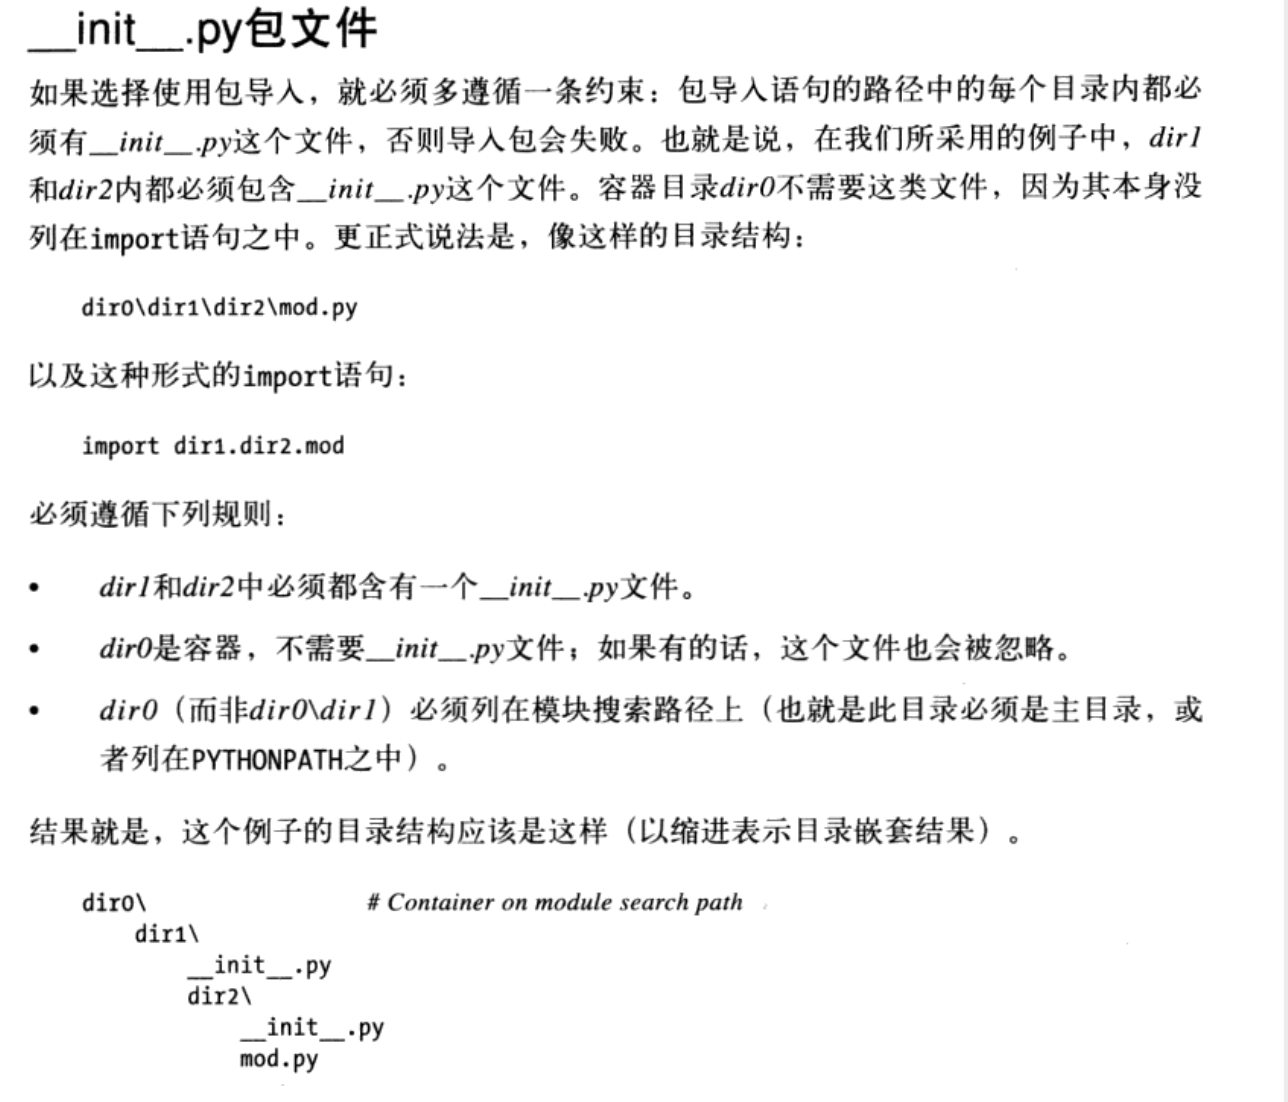 __init__.py包文件
如果选择使用包导入，就必须多遵循一条约束：包导入语句的路径中的每个目录内都必
须有__init__.py这个文件，否则导入包会失败。也就是说，在我们所采用的例子中，dir1
和dir2内都必须包含__init__.py这个文件。容器目录dir0不需要这类文件，因为其本身没
列在import语句之中。更正式说法是，像这样的目录结构：
dir0\dir1\dir2\mod.py
以及这种形式的import语句：
import dir1.dir2.mod
必须遵循下列规则：
• dir1和dir2中必须都含有一个__init__.py文件。
• dir0是容器，不需要__init__.py文件；如果有的话，这个文件也会被忽略。
• dir0（而非dir0\dir1）必须列在模块搜索路径上（也就是此目录必须是主目录，或
者列在PYTHONPATH之中）。
结果就是，这个例子的目录结构应该是这样（以缩进表示目录嵌套结果）。
dir0\ # Container on module search path
dir1\
__init__.py
dir2\
__init__.py
mod.py